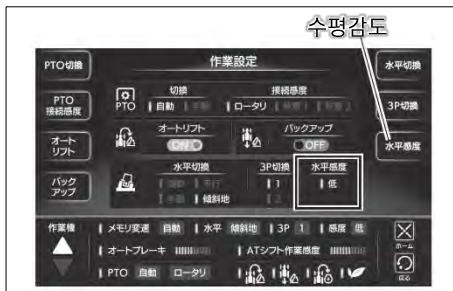 수평감도
作業設定
PTO切換
水平切換
切換
接続感度
PTO
自動
ロータリ
PTO
接続感度
3P切換
オートリフト
バックアップ
ON
OFF
オート
リフト
水平感度
水平切換
3P切換
水平感度
傾斜地
1
低
バック
アップ
作業機
メモリ変速 自動 水平 傾斜地 3P 1 感度 低
ホーム
オートブレーキ
ATシフト作業感度
PTO 自動 ロータリ
戻る